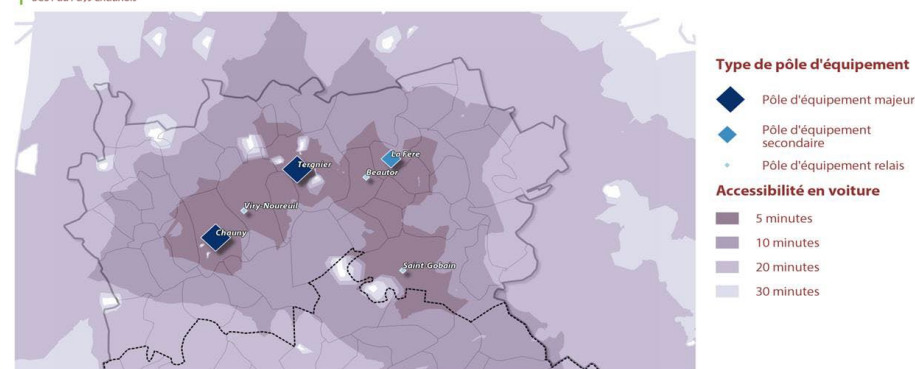 Type de pôle d'équipement
Pôle d'équipement majeur
Pôle d'équipement
secondaire
Pôle d'équipement relais
Accessibilité en voiture
5 minutes
10 minutes
20 minutes
30 minutes
La Fère
Tergnier
Beautor
Viry-Noureuil
Chauny
Saint-Gobain